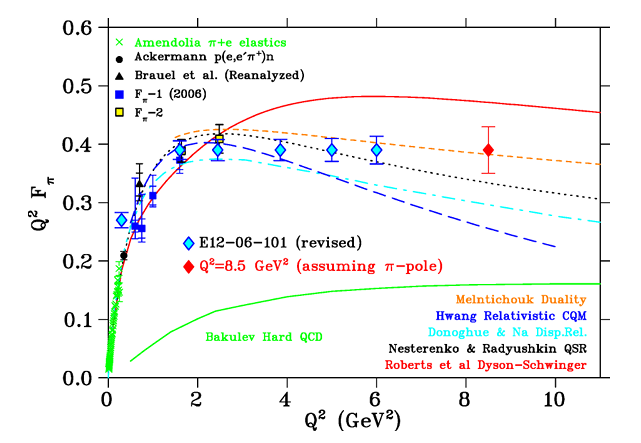 0.6
0.5
0.4
0.3
0.2
0.1
0.0
Q² Fπ
× Amendolia π+e elastics
Ackermann p(e,e′π⁺)n
Brauel et al. (Reanalyzed)
Fπ-1 (2006)
Fπ-2
E12-06-101 (revised)
Q²=8.5 GeV² (assuming π-pole)
Bakulev Hard QCD
Melntichouk Duality
Hwang Relativistic CQM
Donoghue & Na Disp.Rel.
Nesterenko & Radyushkin QSR
Roberts et al Dyson-Schwinger
0 2 4 6 8 10
Q² (GeV²)